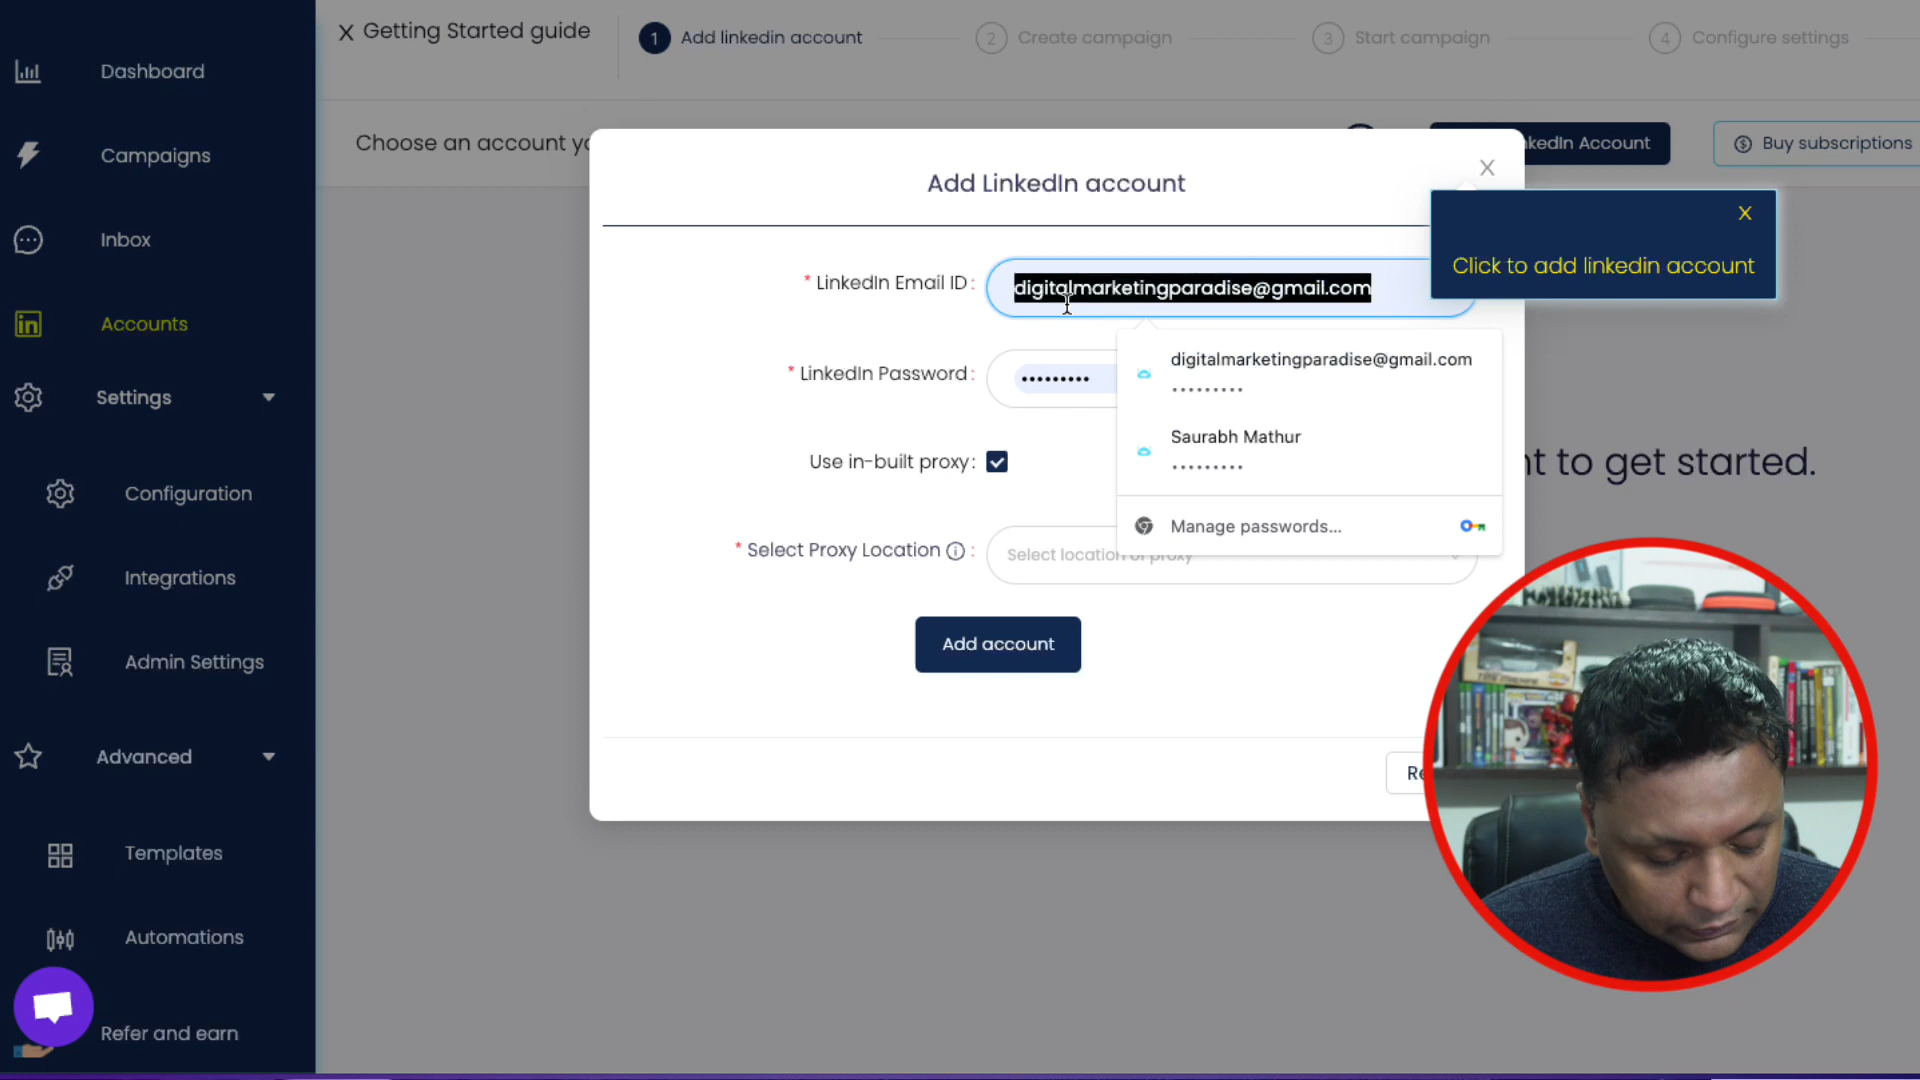 X Getting Started guide
1 Add linkedin account
2 Create campaign
3 Start campaign
4 Configure settings
Dashboard
Campaigns
Inbox
Accounts
Settings
Configuration
Integrations
Admin Settings
Advanced
Templates
Automations
Refer and earn
Choose an account yo
kedIn Account
Buy subscriptions
Add LinkedIn account
X
X
Click to add linkedin account
* LinkedIn Email ID :
digitalmarketingparadise@gmail.com
* LinkedIn Password :
•••••••••
digitalmarketingparadise@gmail.com
•••••••••
Saurabh Mathur
•••••••••
Manage passwords...
Use in-built proxy :
* Select Proxy Location :
Select location of proxy
nt to get started.
Add account
Re